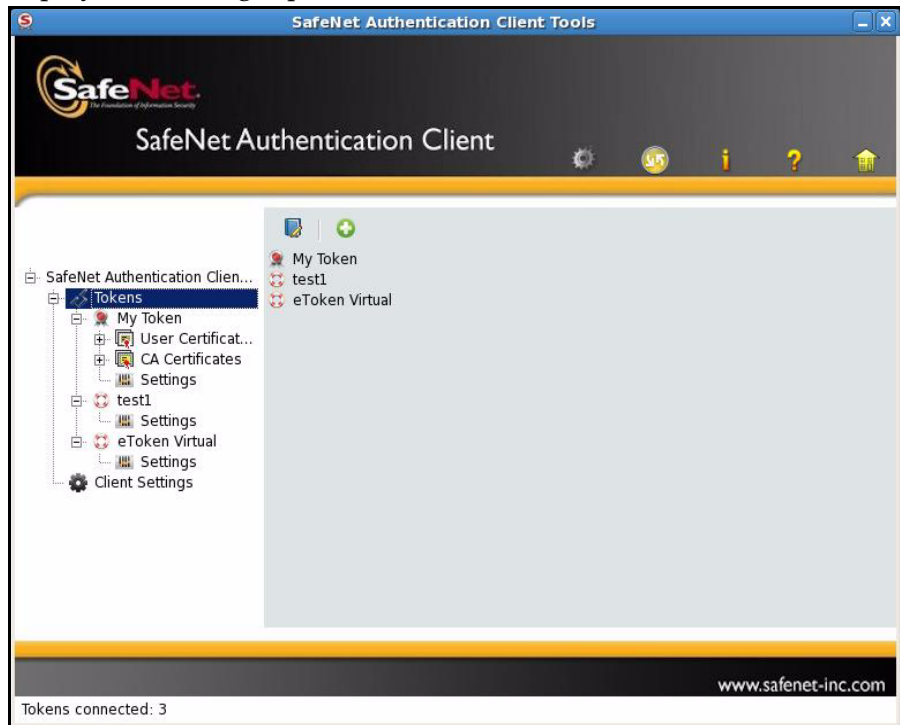 SafeNet Authentication Client Tools
SafeNet.
The Foundation of Information Security
SafeNet Authentication Client
i
?
SafeNet Authentication Clien...
Tokens
My Token
User Certificat...
CA Certificates
Settings
test1
Settings
eToken Virtual
Settings
Client Settings
My Token
test1
eToken Virtual
www.safenet-inc.com
Tokens connected: 3